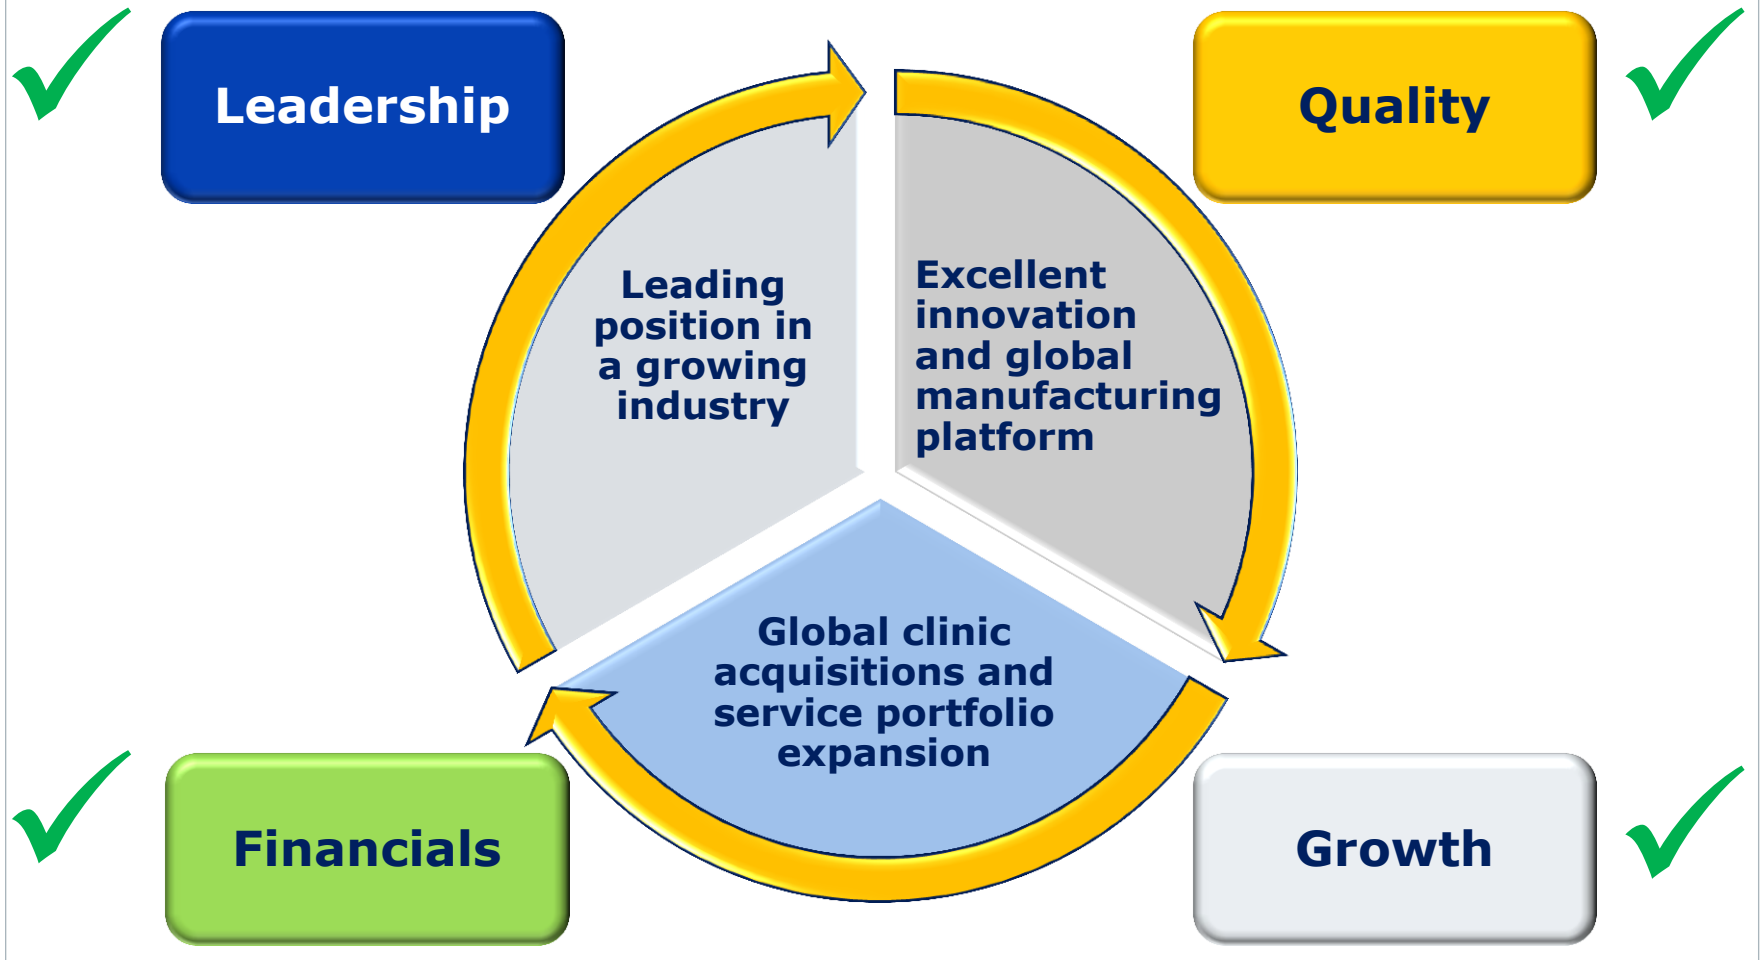 Leadership
Quality
Leading
position in
a growing
industry
Excellent
innovation
and global
manufacturing
platform
Global clinic
acquisitions and
service portfolio
expansion
Financials
Growth